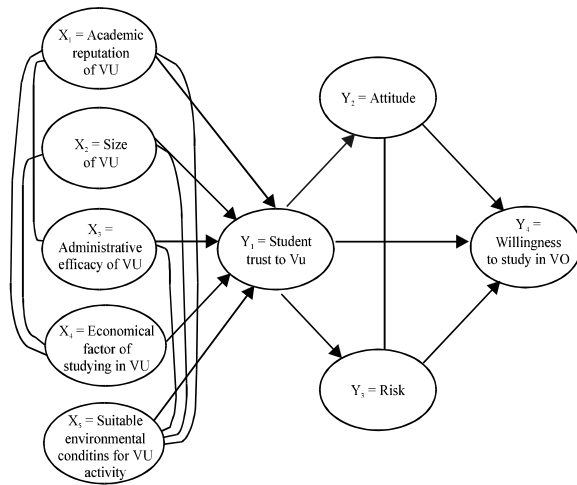 X₁ = Academic
reputation
of VU
X₂ = Size
of VU
X₃ =
Administrative
efficacy of VU
X₄ = Economical
factor of
studying in VU
X₅ = Suitable
environmental
conditins for VU
activity
Y₁ = Student
trust to Vu
Y₂ = Attitude
Y₃ = Risk
Y₄ =
Willingness
to study in VO